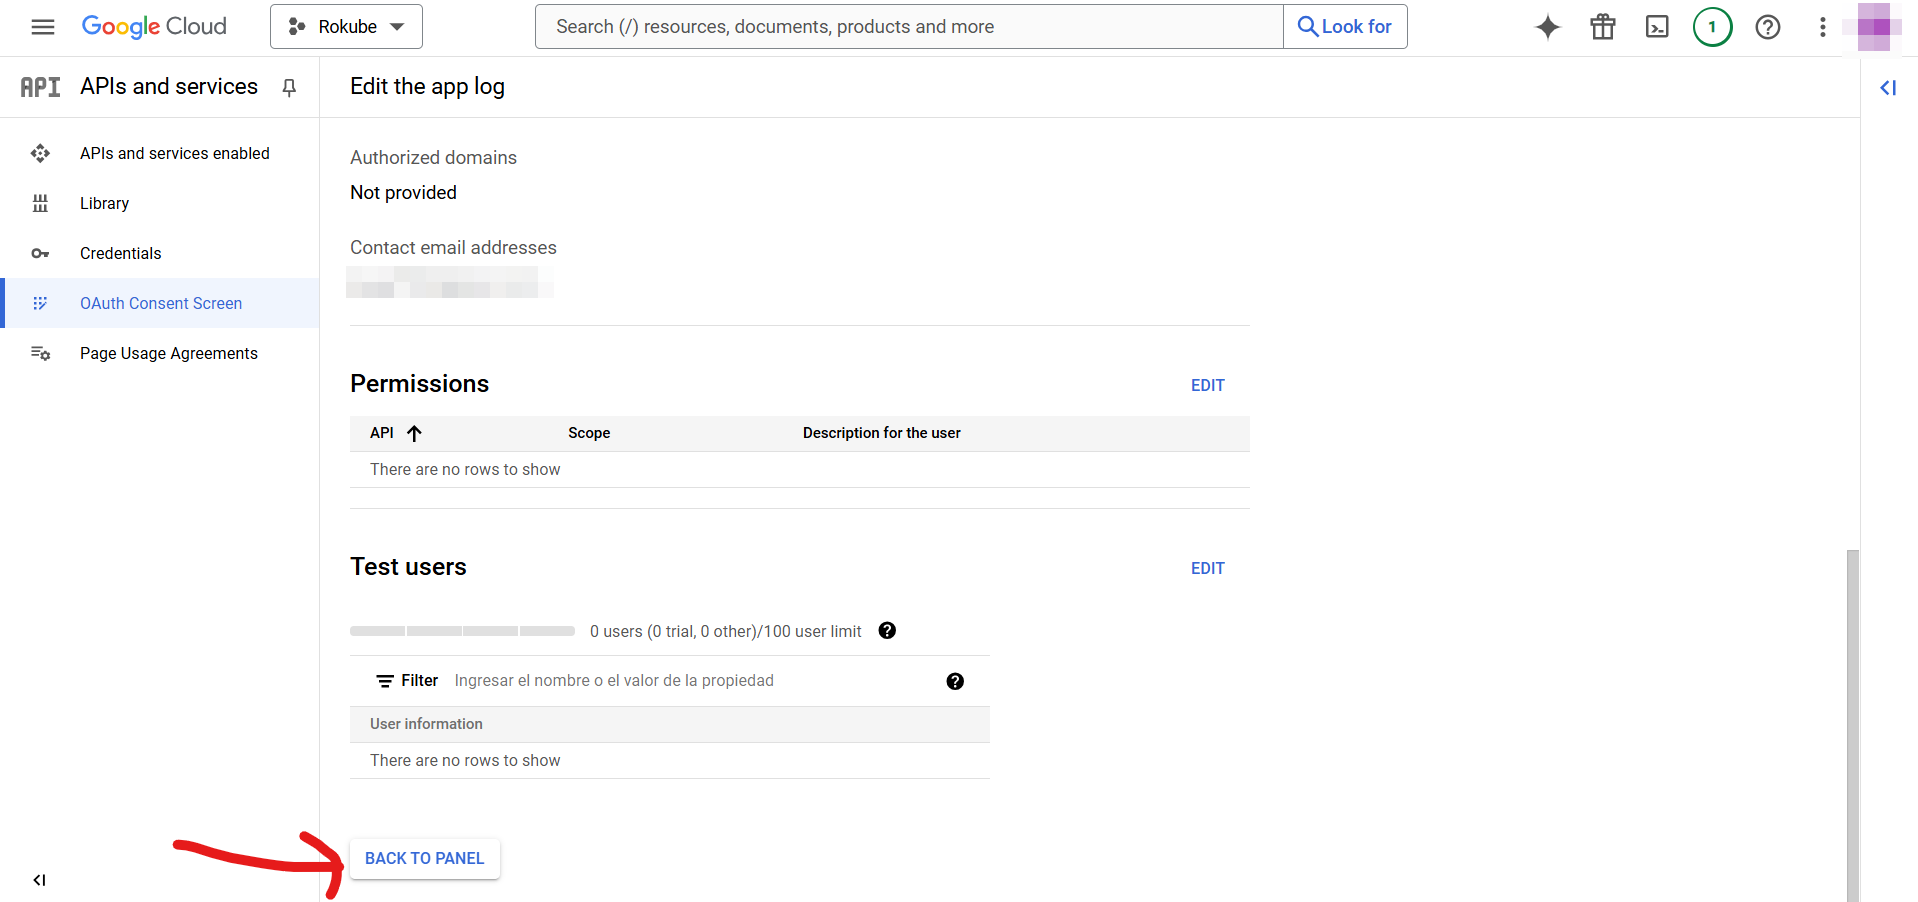 Google Cloud
Rokube
Search (/) resources, documents, products and more
Look for
1
API
APIs and services
Edit the app log
APIs and services enabled
Library
Credentials
OAuth Consent Screen
Page Usage Agreements
Authorized domains
Not provided
Contact email addresses
Permissions
EDIT
API
Scope
Description for the user
There are no rows to show
Test users
EDIT
0 users (0 trial, 0 other)/100 user limit
Filter
Ingresar el nombre o el valor de la propiedad
User information
There are no rows to show
BACK TO PANEL